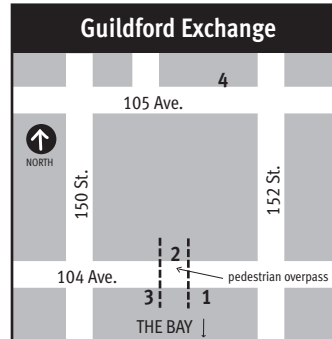 Guildford Exchange
4
105 Ave.
NORTH
150 St.
152 St.
2
104 Ave.
pedestrian overpass
3
1
THE BAY ↓